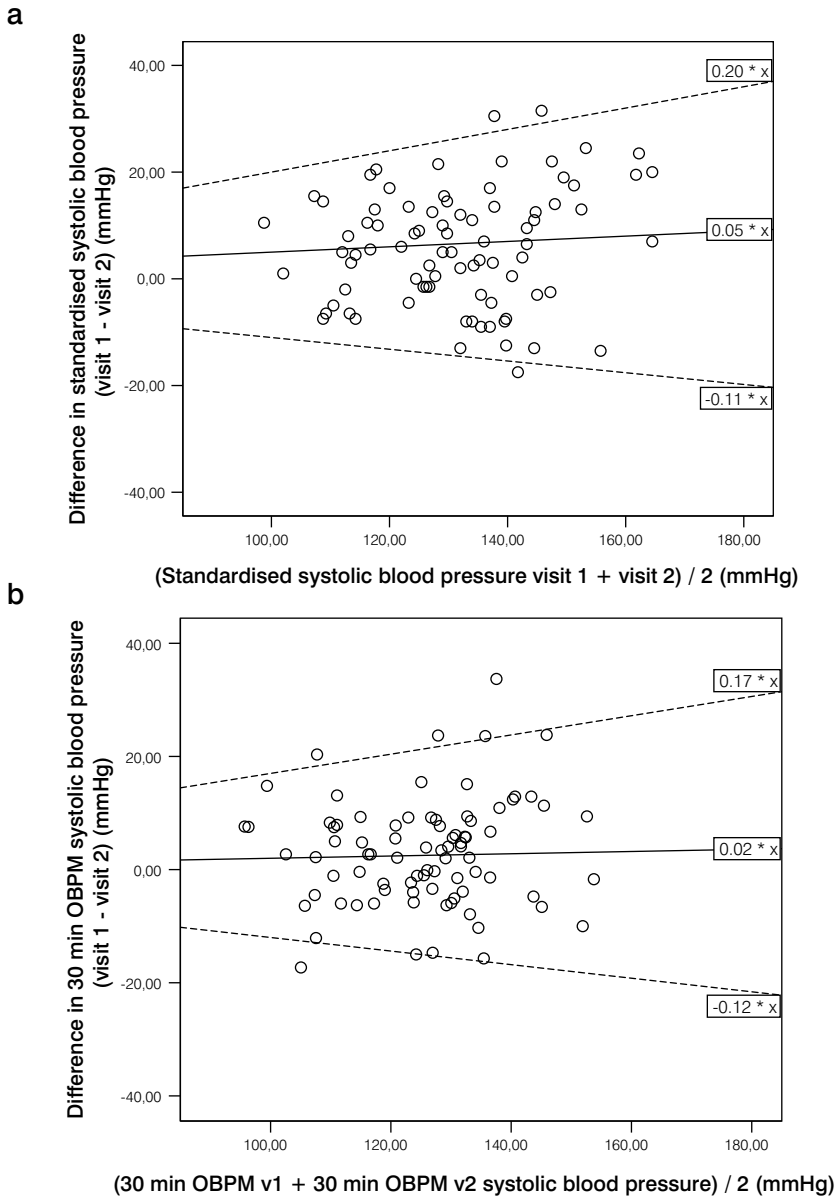 a
Difference in standardised systolic blood pressure
(visit 1 - visit 2) (mmHg)
40,00
20,00
0,00
-20,00
-40,00
0.20 * x
0.05 * x
-0.11 * x
100,00 120,00 140,00 160,00 180,00
(Standardised systolic blood pressure visit 1 + visit 2) / 2 (mmHg)
b
Difference in 30 min OBPM systolic blood pressure
(visit 1 - visit 2) (mmHg)
40,00
20,00
0,00
-20,00
-40,00
0.17 * x
0.02 * x
-0.12 * x
100,00 120,00 140,00 160,00 180,00
(30 min OBPM v1 + 30 min OBPM v2 systolic blood pressure) / 2 (mmHg)